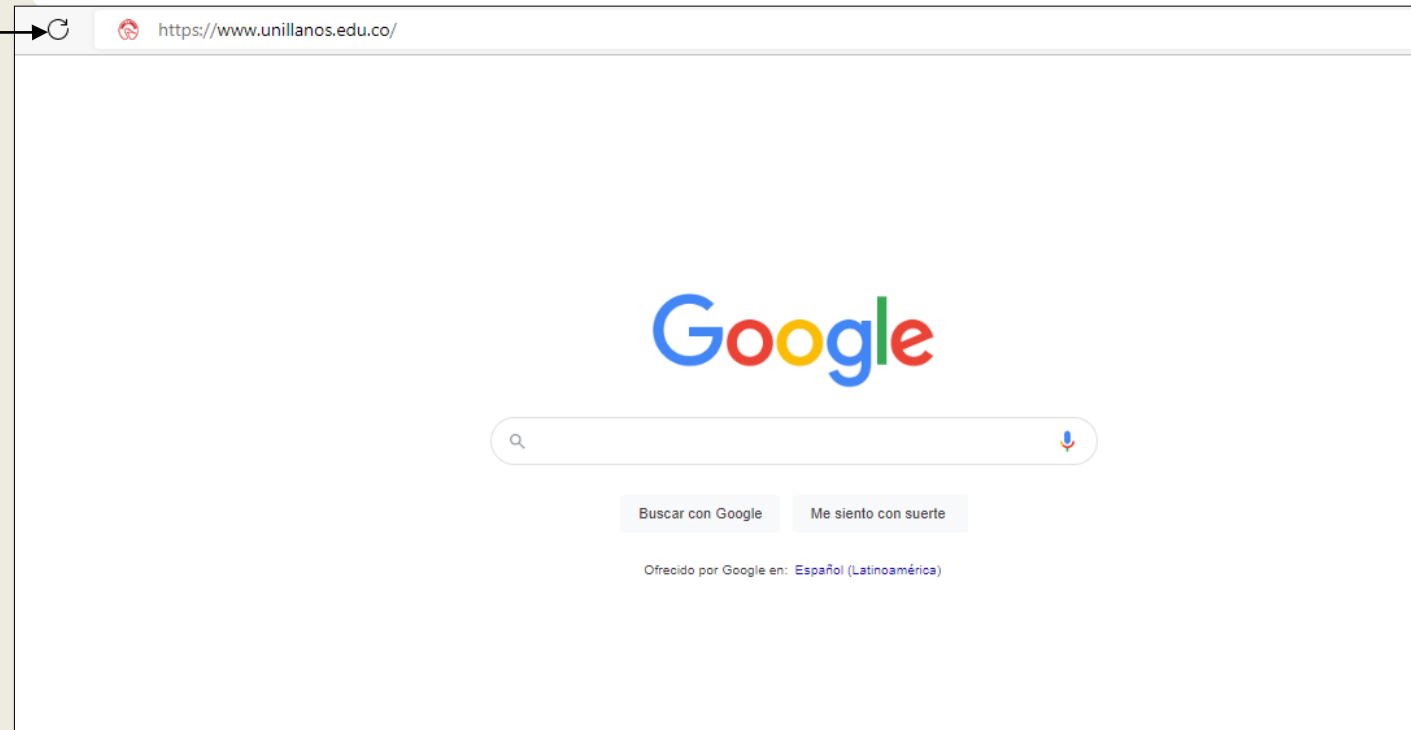 https://www.unillanos.edu.co/
Google
Buscar con Google Me siento con suerte
Ofrecido por Google en: Español (Latinoamérica)